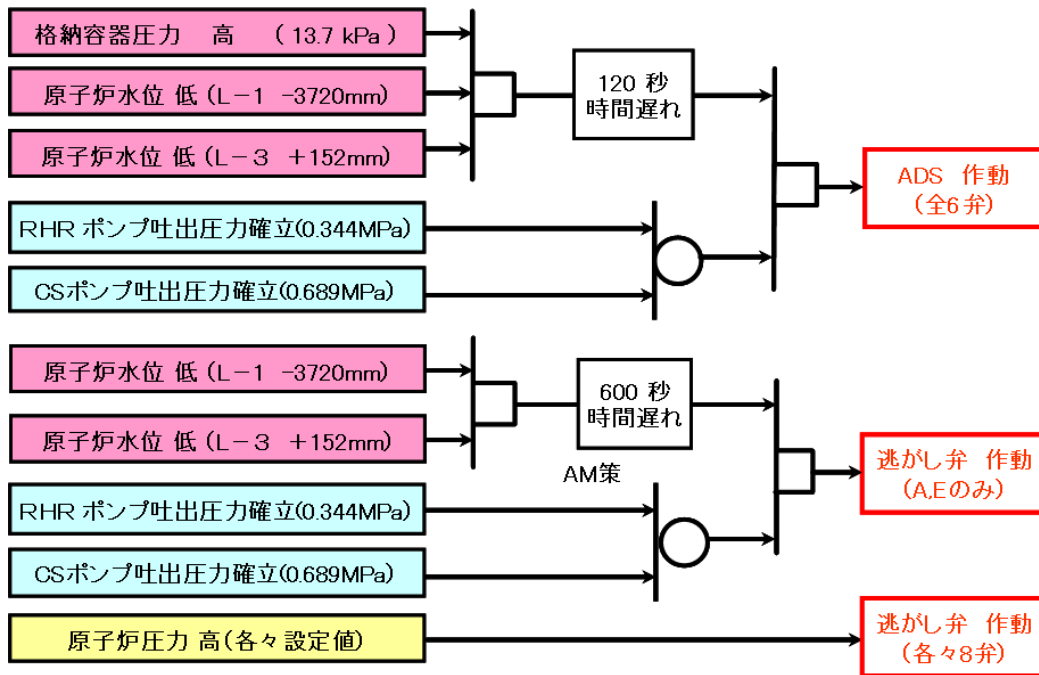 格納容器圧力 高 (13.7 kPa)
原子炉水位 低 (L-1 -3720mm)
原子炉水位 低 (L-3 +152mm)
120 秒
時間遅れ
ADS 作動
(全6弁)
RHR ポンプ吐出圧力確立(0.344MPa)
CSポンプ吐出圧力確立(0.689MPa)
原子炉水位 低 (L-1 -3720mm)
原子炉水位 低 (L-3 +152mm)
600 秒
時間遅れ
AM策
逃がし弁 作動
(A,Eのみ)
RHR ポンプ吐出圧力確立(0.344MPa)
CSポンプ吐出圧力確立(0.689MPa)
原子炉圧力 高(各々設定値)
逃がし弁 作動
(各々8弁)